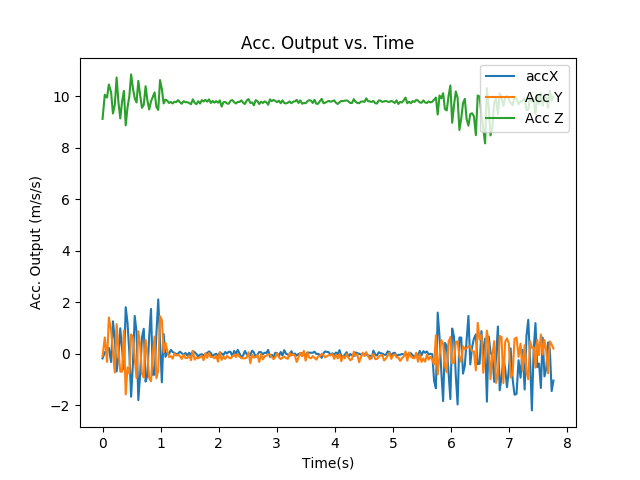 Acc. Output vs. Time
accX
Acc Y
Acc Z
Acc. Output (m/s/s)
10
8
6
4
2
0
−2
0 1 2 3 4 5 6 7 8
Time(s)